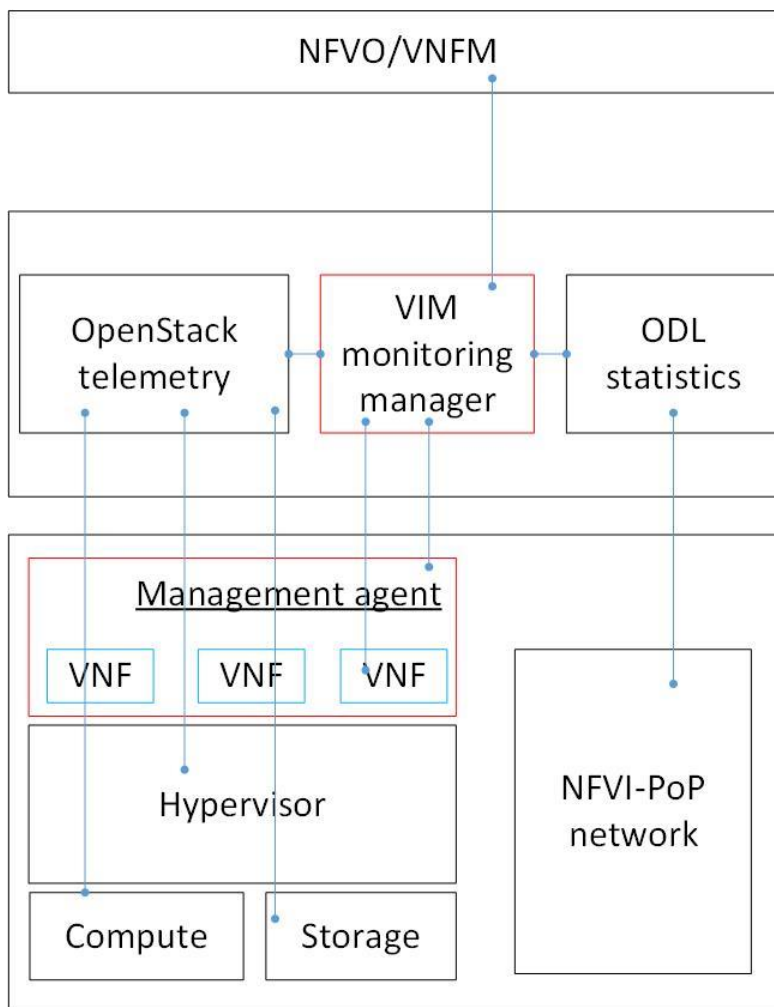 NFVO/VNFM
OpenStack
telemetry
VIM
monitoring
manager
ODL
statistics
Management agent
VNF
VNF
VNF
Hypervisor
NFVI-PoP
network
Compute
Storage